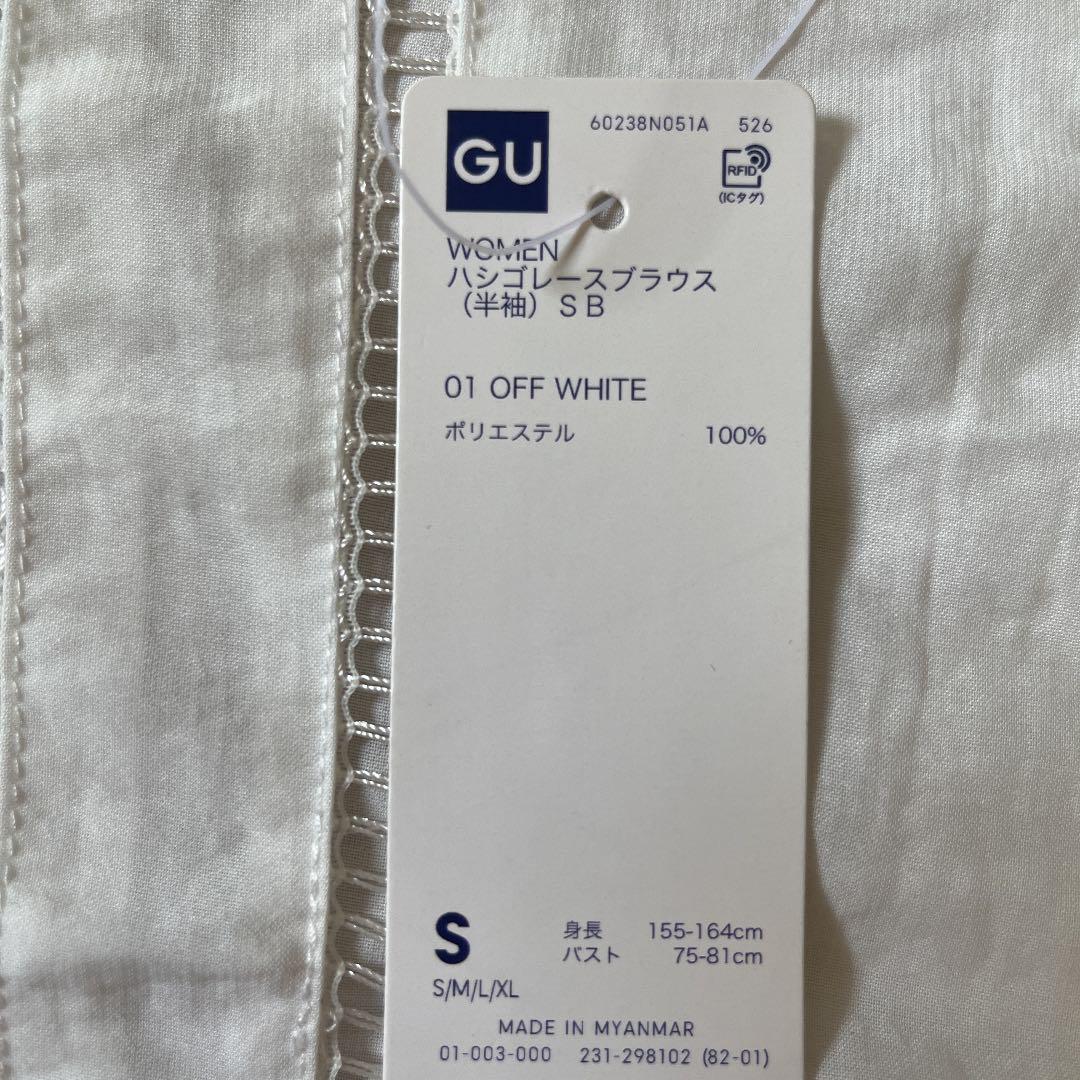 GU
60238N051A 526
RFID
(ICタグ)
WOMEN
ハシゴレースブラウス
（半袖）ＳＢ
01 OFF WHITE
ポリエステル 100%
S 身長 155-164cm
バスト 75-81cm
S/M/L/XL
MADE IN MYANMAR
01-003-000 231-298102 (82-01)